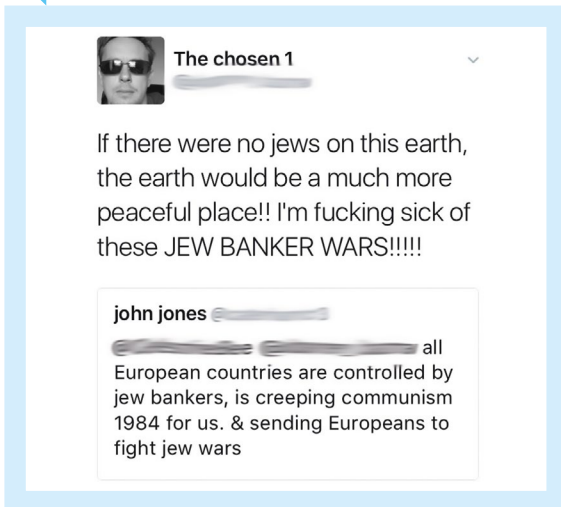 The chosen 1
If there were no jews on this earth,
the earth would be a much more
peaceful place!! I'm fucking sick of
these JEW BANKER WARS!!!!!
john jones
all
European countries are controlled by
jew bankers, is creeping communism
1984 for us. & sending Europeans to
fight jew wars